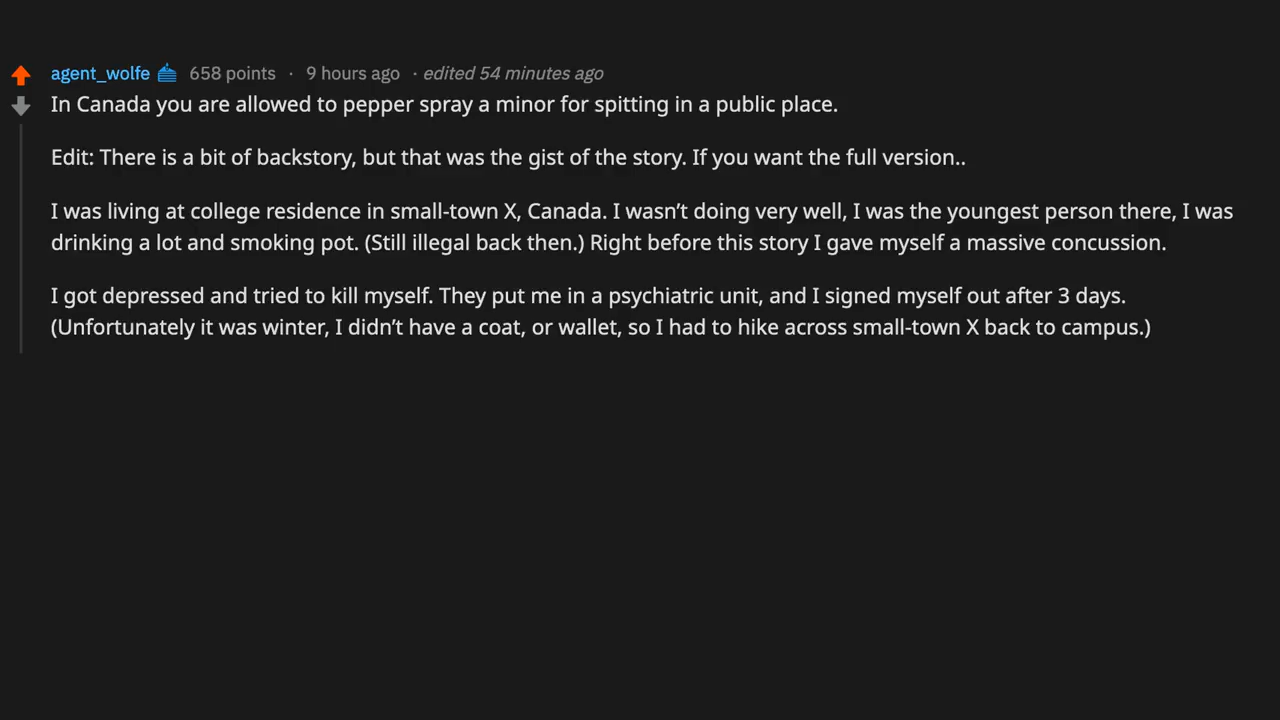 agent_wolfe 658 points · 9 hours ago · edited 54 minutes ago
In Canada you are allowed to pepper spray a minor for spitting in a public place.
Edit: There is a bit of backstory, but that was the gist of the story. If you want the full version..
I was living at college residence in small-town X, Canada. I wasn’t doing very well, I was the youngest person there, I was
drinking a lot and smoking pot. (Still illegal back then.) Right before this story I gave myself a massive concussion.
I got depressed and tried to kill myself. They put me in a psychiatric unit, and I signed myself out after 3 days.
(Unfortunately it was winter, I didn’t have a coat, or wallet, so I had to hike across small-town X back to campus.)